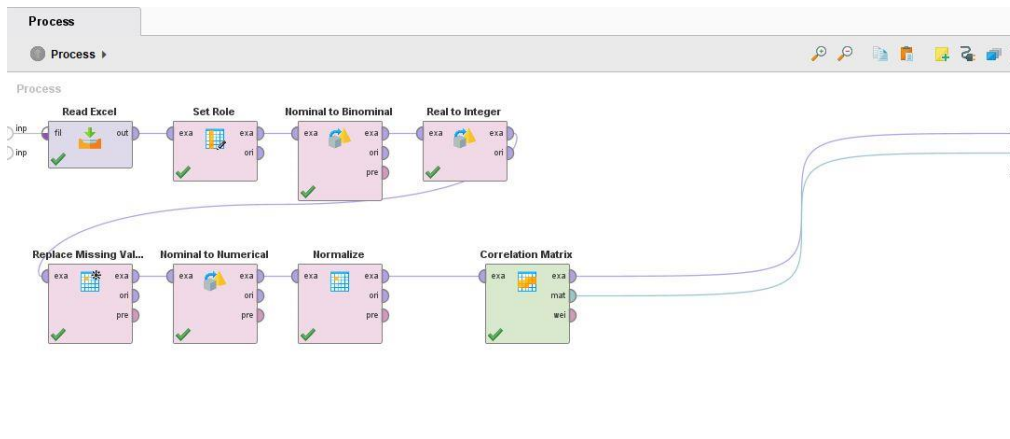 Process
Process
Process
Read Excel
Set Role
Nominal to Binominal
Real to Integer
inp
fil
out
exa
exa
exa
exa
exa
exa
inp
ori
ori
ori
pre
Replace Missing Val...
Nominal to Numerical
Normalize
Correlation Matrix
exa
exa
exa
exa
exa
exa
exa
exa
ori
ori
ori
mat
pre
pre
pre
wei